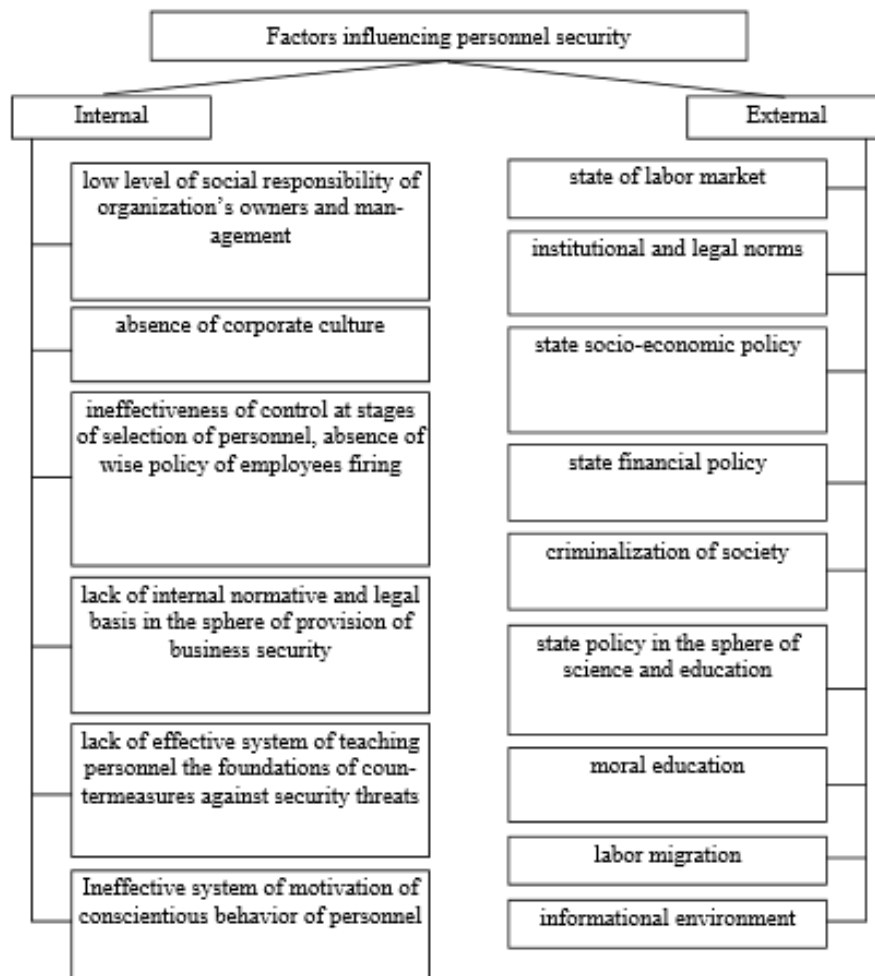 Factors influencing personnel security
Internal
External
low level of social responsibility of
organization's owners and man-
agement
absence of corporate culture
ineffectiveness of control at stages
of selection of personnel, absence of
wise policy of employees firing
lack of internal normative and legal
basis in the sphere of provision of
business security
lack of effective system of teaching
personnel the foundations of coun-
termeasures against security threats
Ineffective system of motivation of
conscientious behavior of personnel
state of labor market
institutional and legal norms
state socio-economic policy
state financial policy
criminalization of society
state policy in the sphere of
science and education
moral education
labor migration
informational environment